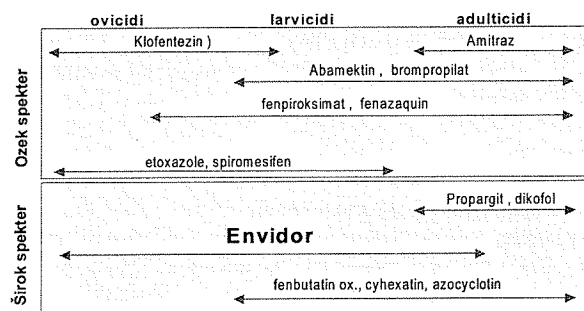 ovicidi larvicidi adulticidi
Ozek spekter
Klofentezin ) Amitraz
Abamektin , brompropilat
fenpiroksimat , fenazaquin
etoxazole, spiromesifen
Širok spekter
Propargit , dikofol
Envidor
fenbutatin ox., cyhexatin, azocyclotin